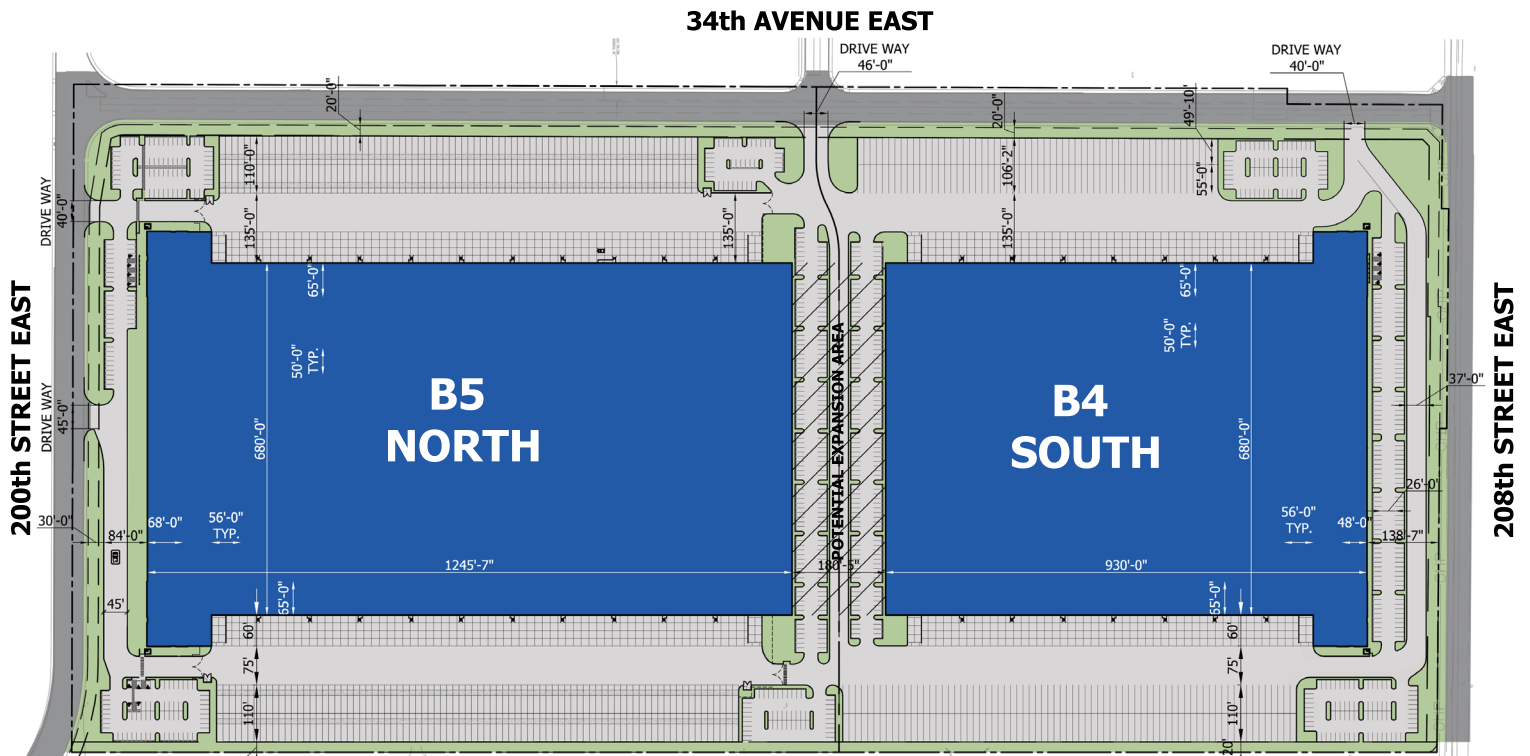 34th AVENUE EAST
DRIVE WAY
46'-0"
DRIVE WAY
40'-0"
20'-0"
20'-0"
49'-10"
110'-0"
106'-2"
55'-0"
DRIVE WAY
40'-0"
135'-0"
135'-0"
135'-0"
65'-0"
65'-0"
50'-0"
TYP.
50'-0"
TYP.
200th STREET EAST
208th STREET EAST
DRIVE WAY
45'-0"
B5
NORTH
B4
SOUTH
POTENTIAL EXPANSION AREA
680'-0"
680'-0"
37'-0"
26'-0"
30'-0"
84'-0"
68'-0"
56'-0"
TYP.
56'-0"
TYP.
48'-0"
138'-7"
1245'-7"
180'-5"
930'-0"
45'
65'-0"
65'-0"
60'
60'
75'
75'
110'
110'
20'